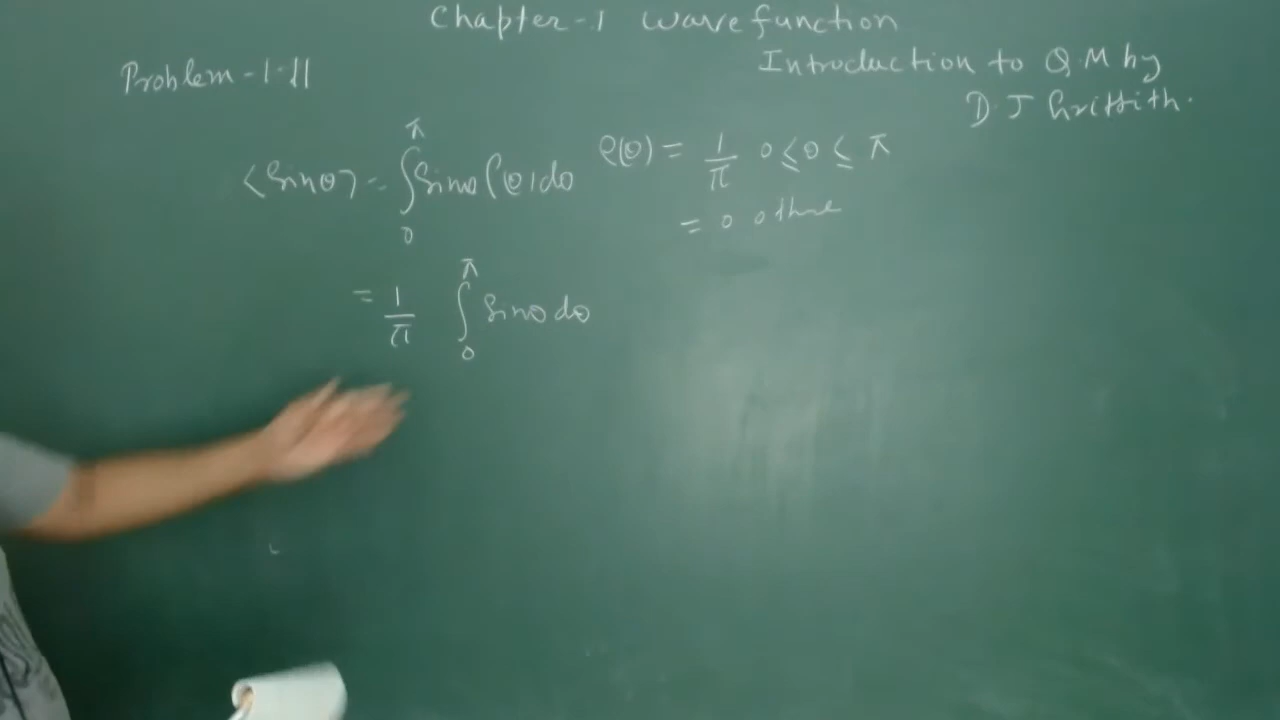 Chapter-1 wave function
Introduction to Q.M by
D.J Griffith.
Problem-1.11
<sinθ> = ∫₀^π sinθ ρ(θ) dθ
ρ(θ) = 1/π 0 ≤ θ ≤ π
= 0 other
= 1/π ∫₀^π sinθ dθ